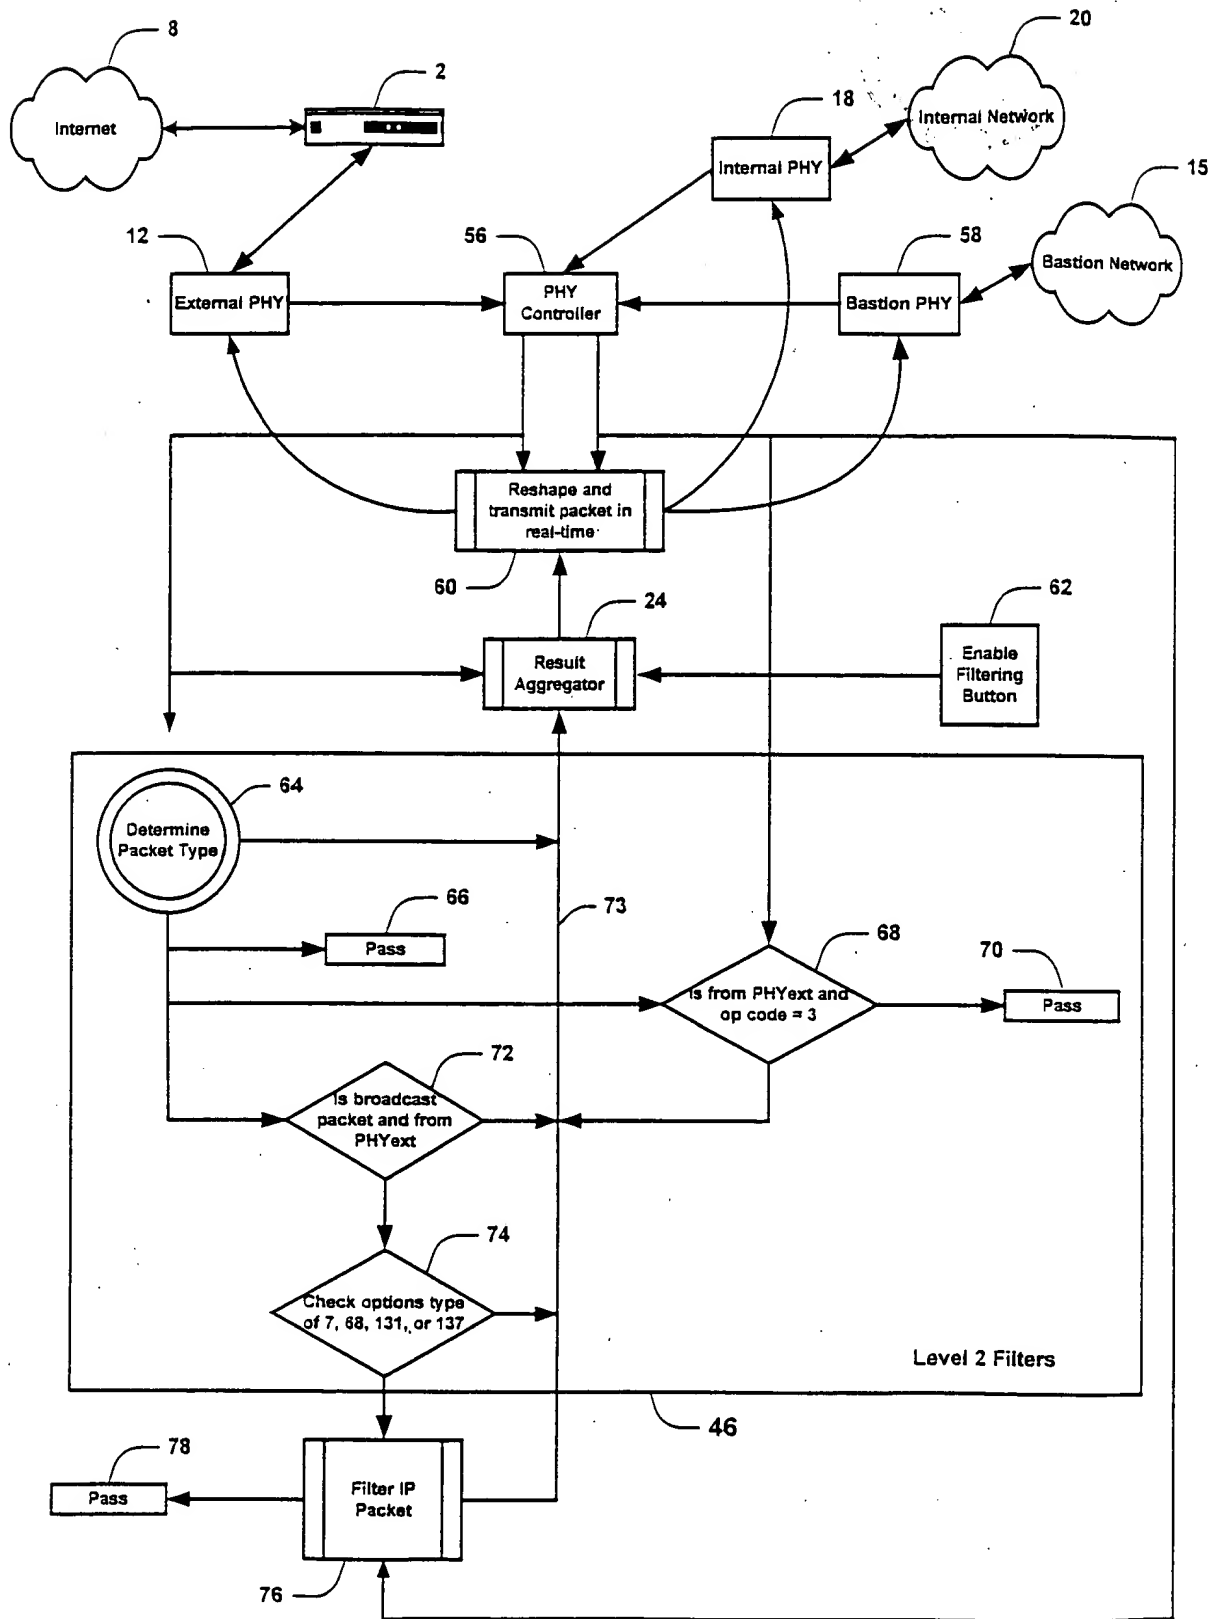 8
20
2
Internet
18
Internal Network
Internal PHY
15
12
56
58
Bastion Network
External PHY
PHY
Controller
Bastion PHY
Reshape and
transmit packet in
real-time
60
24
62
Result
Aggregator
Enable
Filtering
Button
64
Determine
Packet Type
66
73
Pass
68
70
is from PHYext and
op code = 3
Pass
72
Is broadcast
packet and from
PHYext
74
Check options type
of 7, 68, 131, or 137
Level 2 Filters
46
78
Pass
Filter IP
Packet
76